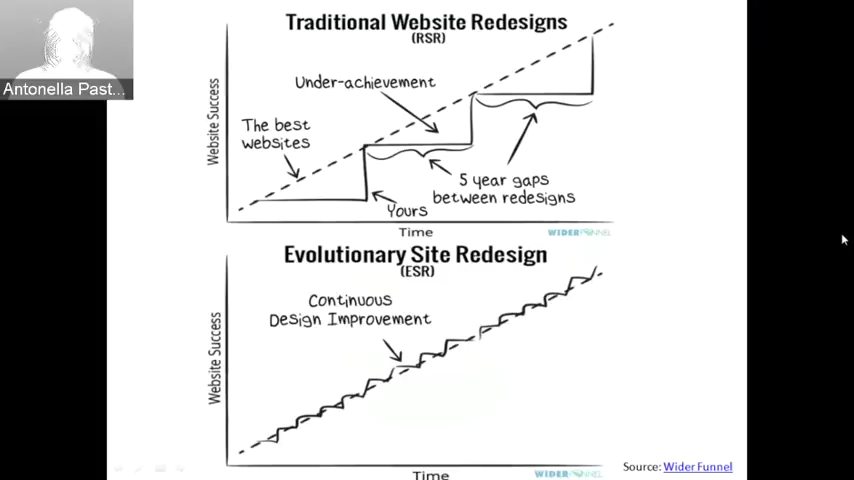 Antonella Past...
Traditional Website Redesigns
(RSR)
Under-achievement
The best
websites
5 year gaps
between redesigns
Yours
Website Success
Time
WIDERFUNNEL
Evolutionary Site Redesign
(ESR)
Continuous
Design Improvement
Website Success
Time
WIDERFUNNEL
Source: Wider Funnel